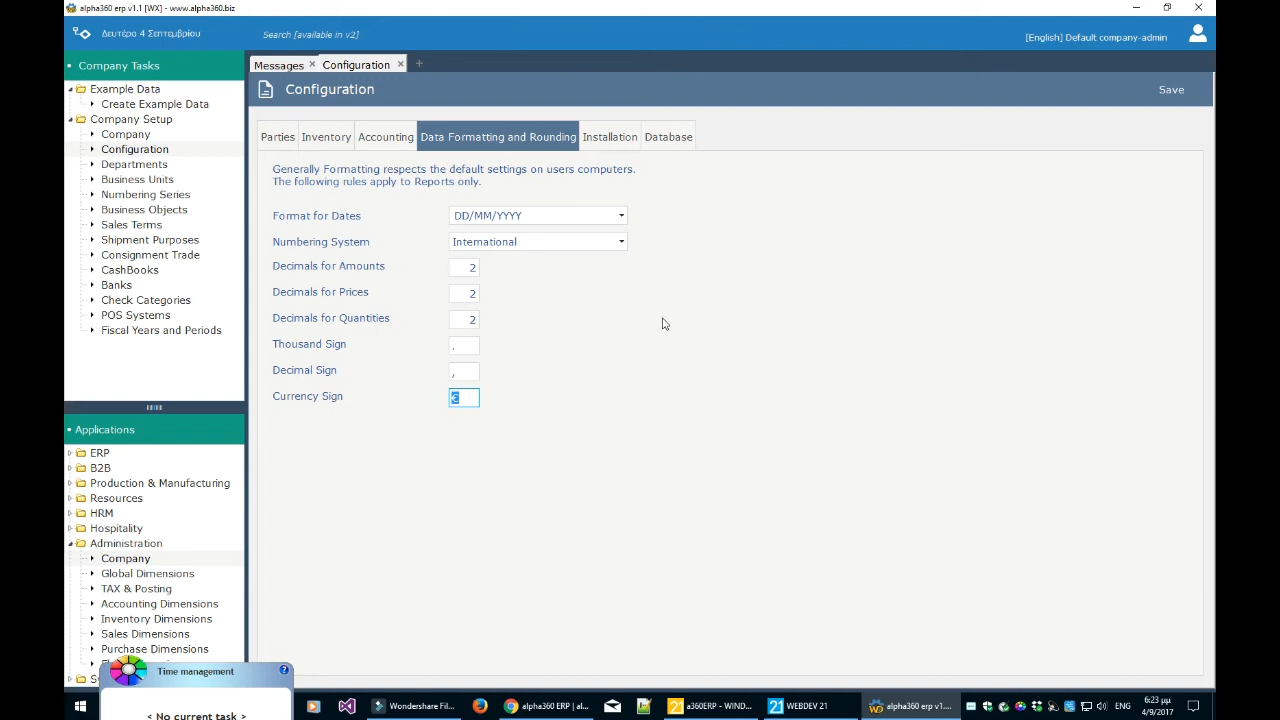 alpha360 erp v1.1 [WX] - www.alpha360.biz
Δευτέρα 4 Σεπτεμβρίου
Search [available in v2]
[English] Default company-admin
Company Tasks
Example Data
Create Example Data
Company Setup
Company
Configuration
Departments
Business Units
Numbering Series
Business Objects
Sales Terms
Shipment Purposes
Consignment Trade
CashBooks
Banks
Check Categories
POS Systems
Fiscal Years and Periods
Applications
ERP
B2B
Production & Manufacturing
Resources
HRM
Hospitality
Administration
Company
Global Dimensions
TAX & Posting
Accounting Dimensions
Inventory Dimensions
Sales Dimensions
Purchase Dimensions
Messages
Configuration
Configuration
Save
Parties Inventory Accounting Data Formatting and Rounding Installation Database
Generally Formatting respects the default settings on users computers.
The following rules apply to Reports only.
Format for Dates DD/MM/YYYY
Numbering System International
Decimals for Amounts 2
Decimals for Prices 2
Decimals for Quantities 2
Thousand Sign .
Decimal Sign ,
Currency Sign €
Time management
< No current task >
Wondershare Fil...
alpha360 ERP | al...
a360ERP - WIND...
WEBDEV 21
alpha360 erp v1....
ENG
6:23 μμ
4/9/2017